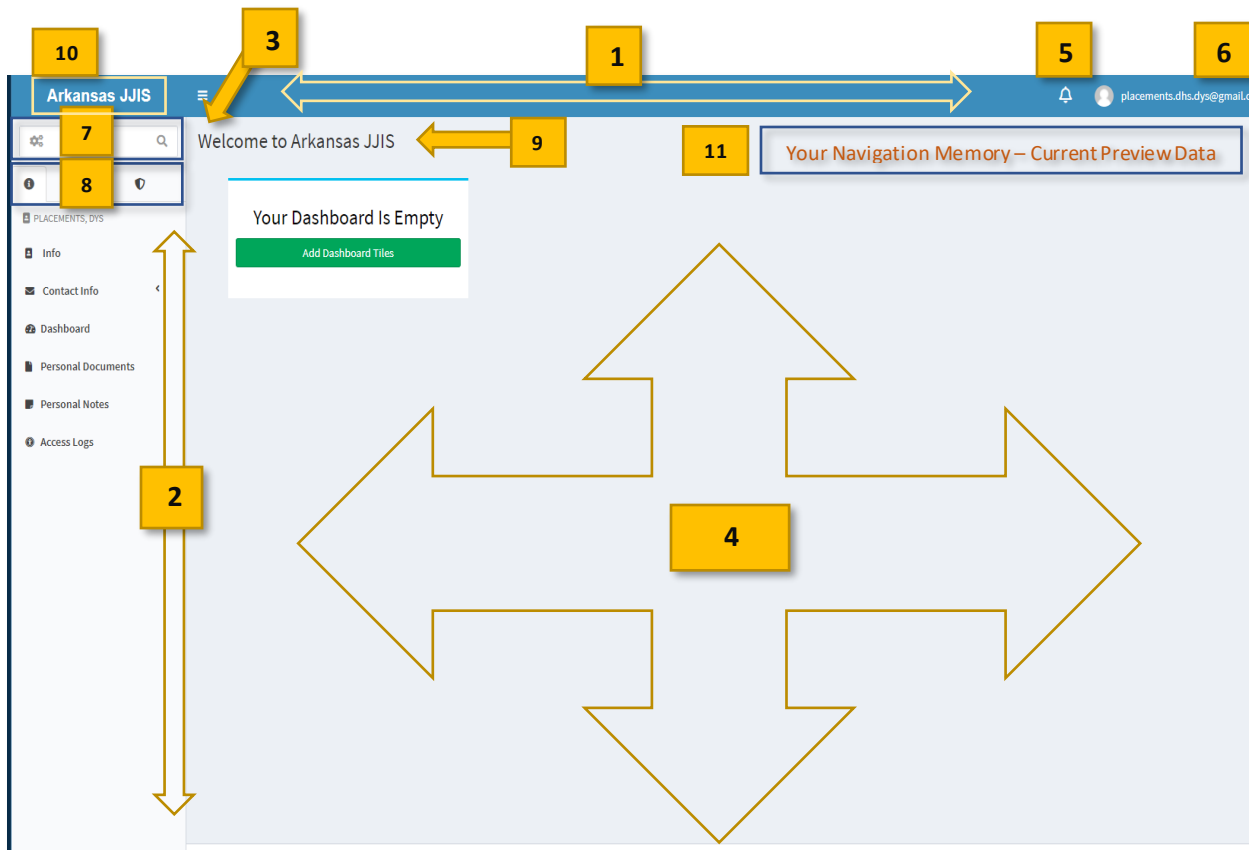 3
10
1
5
6
Arkansas JJIS
placements.dhs.dys@gmail.c
7
Welcome to Arkansas JJIS
9
11
Your Navigation Memory – Current Preview Data
8
PLACEMENTS, DYS
Your Dashboard Is Empty
Info
Add Dashboard Tiles
Contact Info
Dashboard
Personal Documents
Personal Notes
Access Logs
2
4